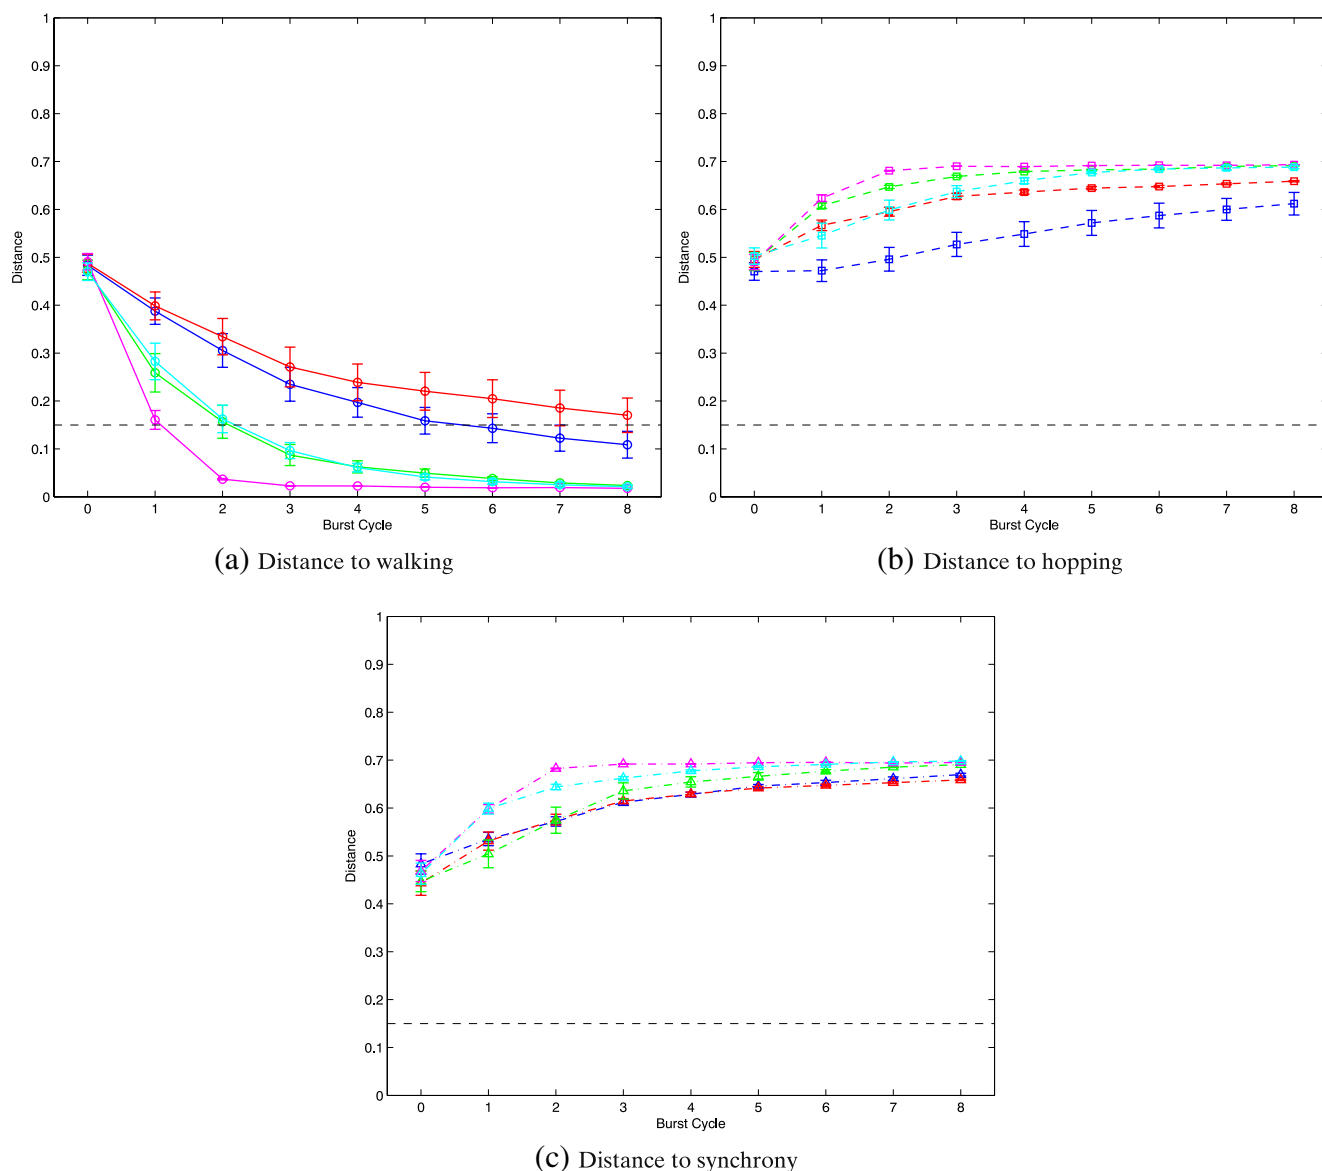 1
0.9
0.8
0.7
0.6
0.5
0.4
0.3
0.2
0.1
0
Distance
0 1 2 3 4 5 6 7 8
Burst Cycle
(a) Distance to walking
1
0.9
0.8
0.7
0.6
0.5
0.4
0.3
0.2
0.1
0
Distance
0 1 2 3 4 5 6 7 8
Burst Cycle
(b) Distance to hopping
1
0.9
0.8
0.7
0.6
0.5
0.4
0.3
0.2
0.1
0
Distance
0 1 2 3 4 5 6 7 8
Burst Cycle
(c) Distance to synchrony